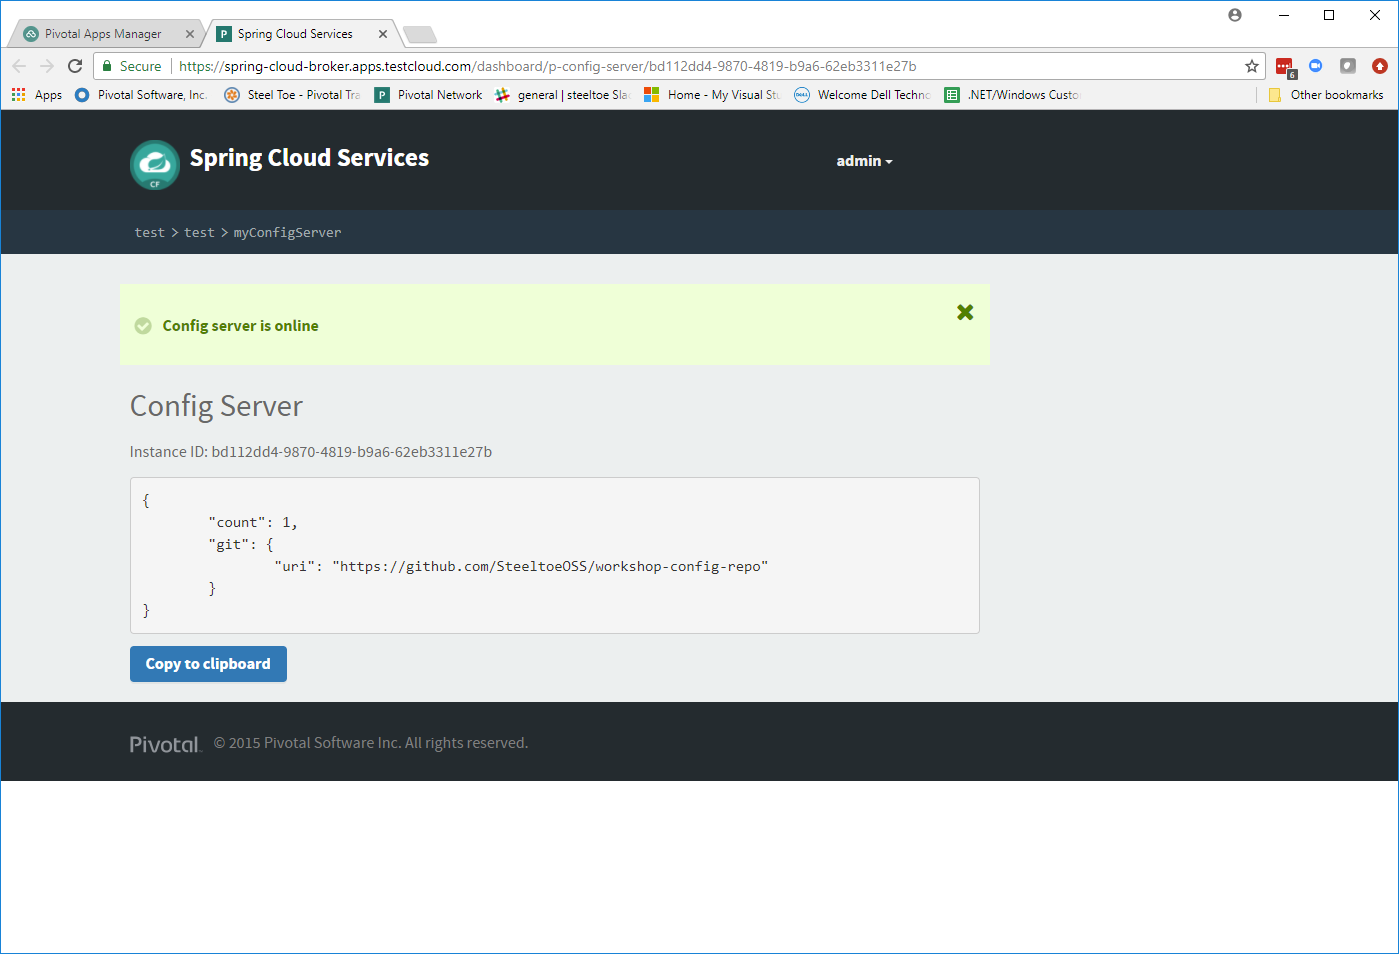 Pivotal Apps Manager
Spring Cloud Services
Secure https://spring-cloud-broker.apps.testcloud.com/dashboard/p-config-server/bd112dd4-9870-4819-b9a6-62eb3311e27b
6
Apps Pivotal Software, Inc. Steel Toe - Pivotal Tra Pivotal Network general | steeltoe Sla Home - My Visual Stu Welcome Dell Techno .NET/Windows Custo Other bookmarks
CF
Spring Cloud Services
admin
test > test > myConfigServer
Config server is online
Config Server
Instance ID: bd112dd4-9870-4819-b9a6-62eb3311e27b
{
"count": 1,
"git": {
"uri": "https://github.com/SteeltoeOSS/workshop-config-repo"
}
}
Copy to clipboard
Pivotal © 2015 Pivotal Software Inc. All rights reserved.